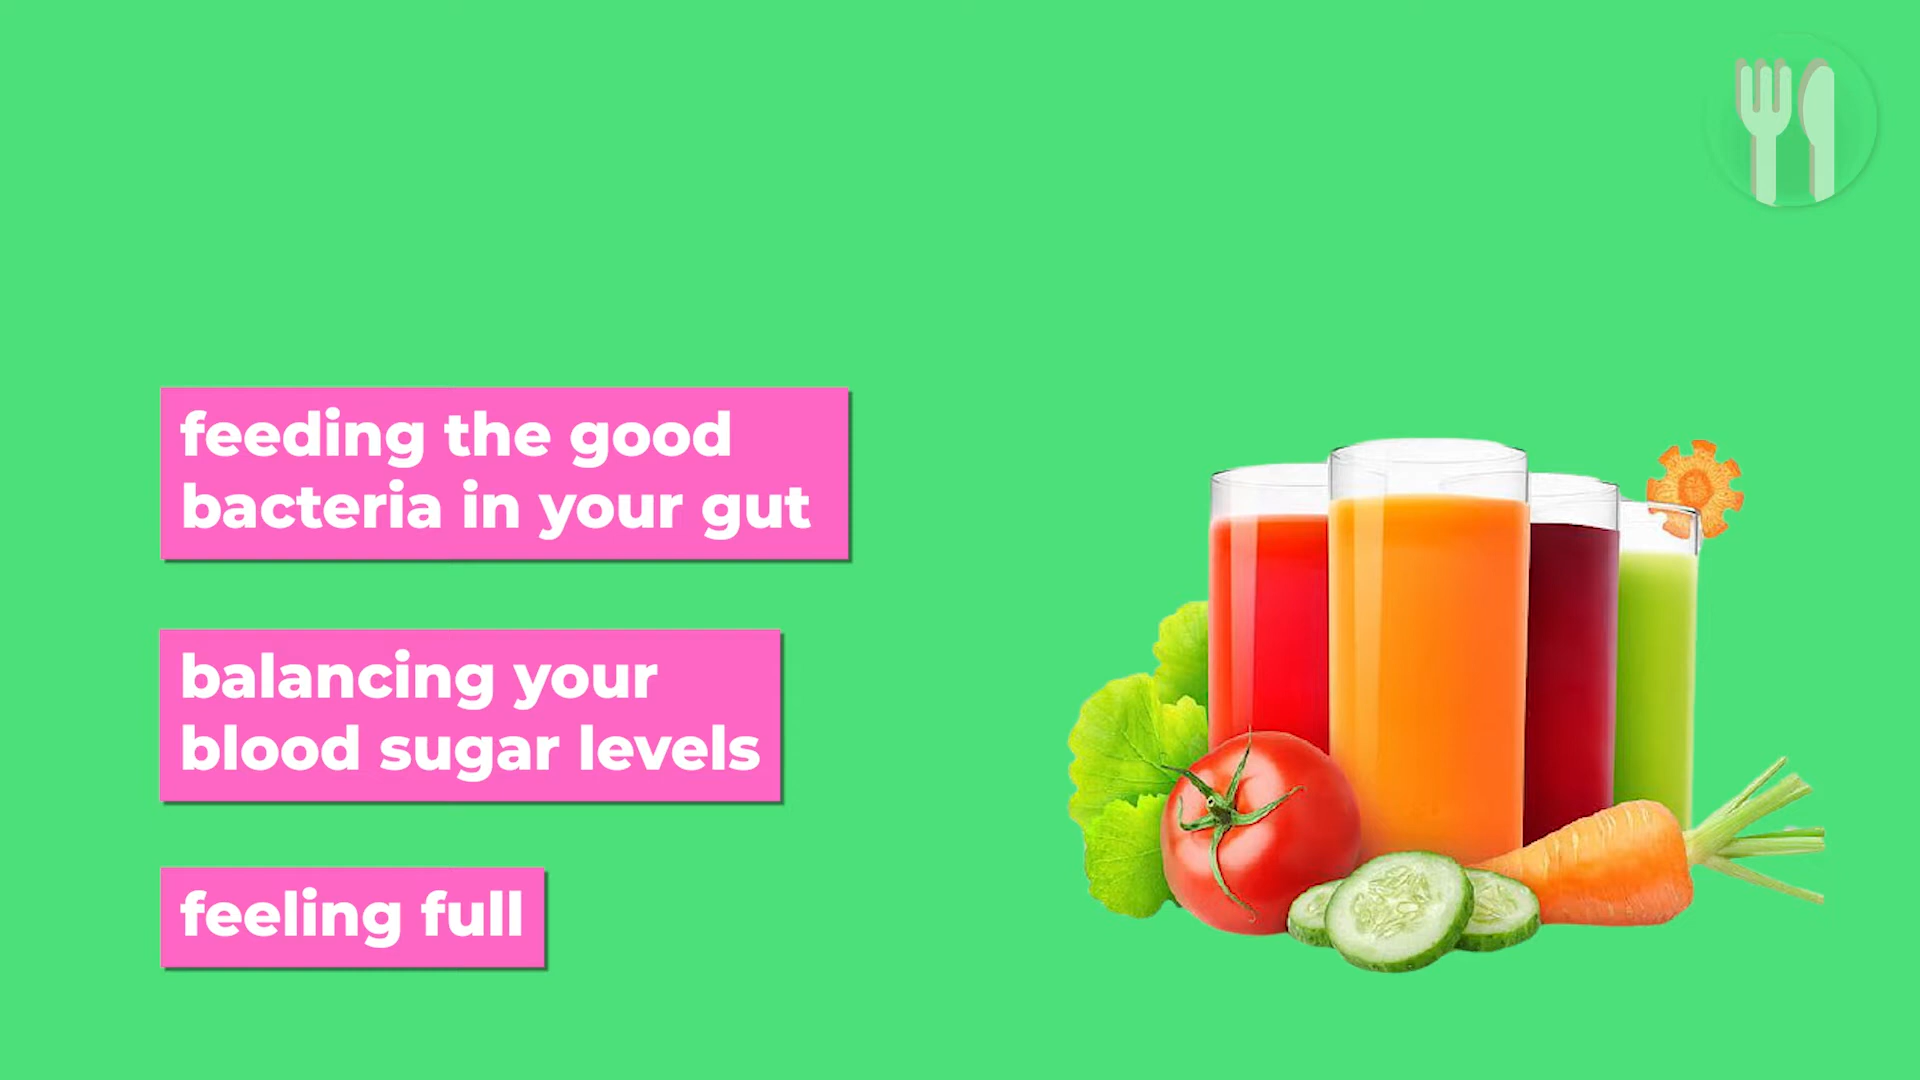 feeding the good
bacteria in your gut
balancing your
blood sugar levels
feeling full